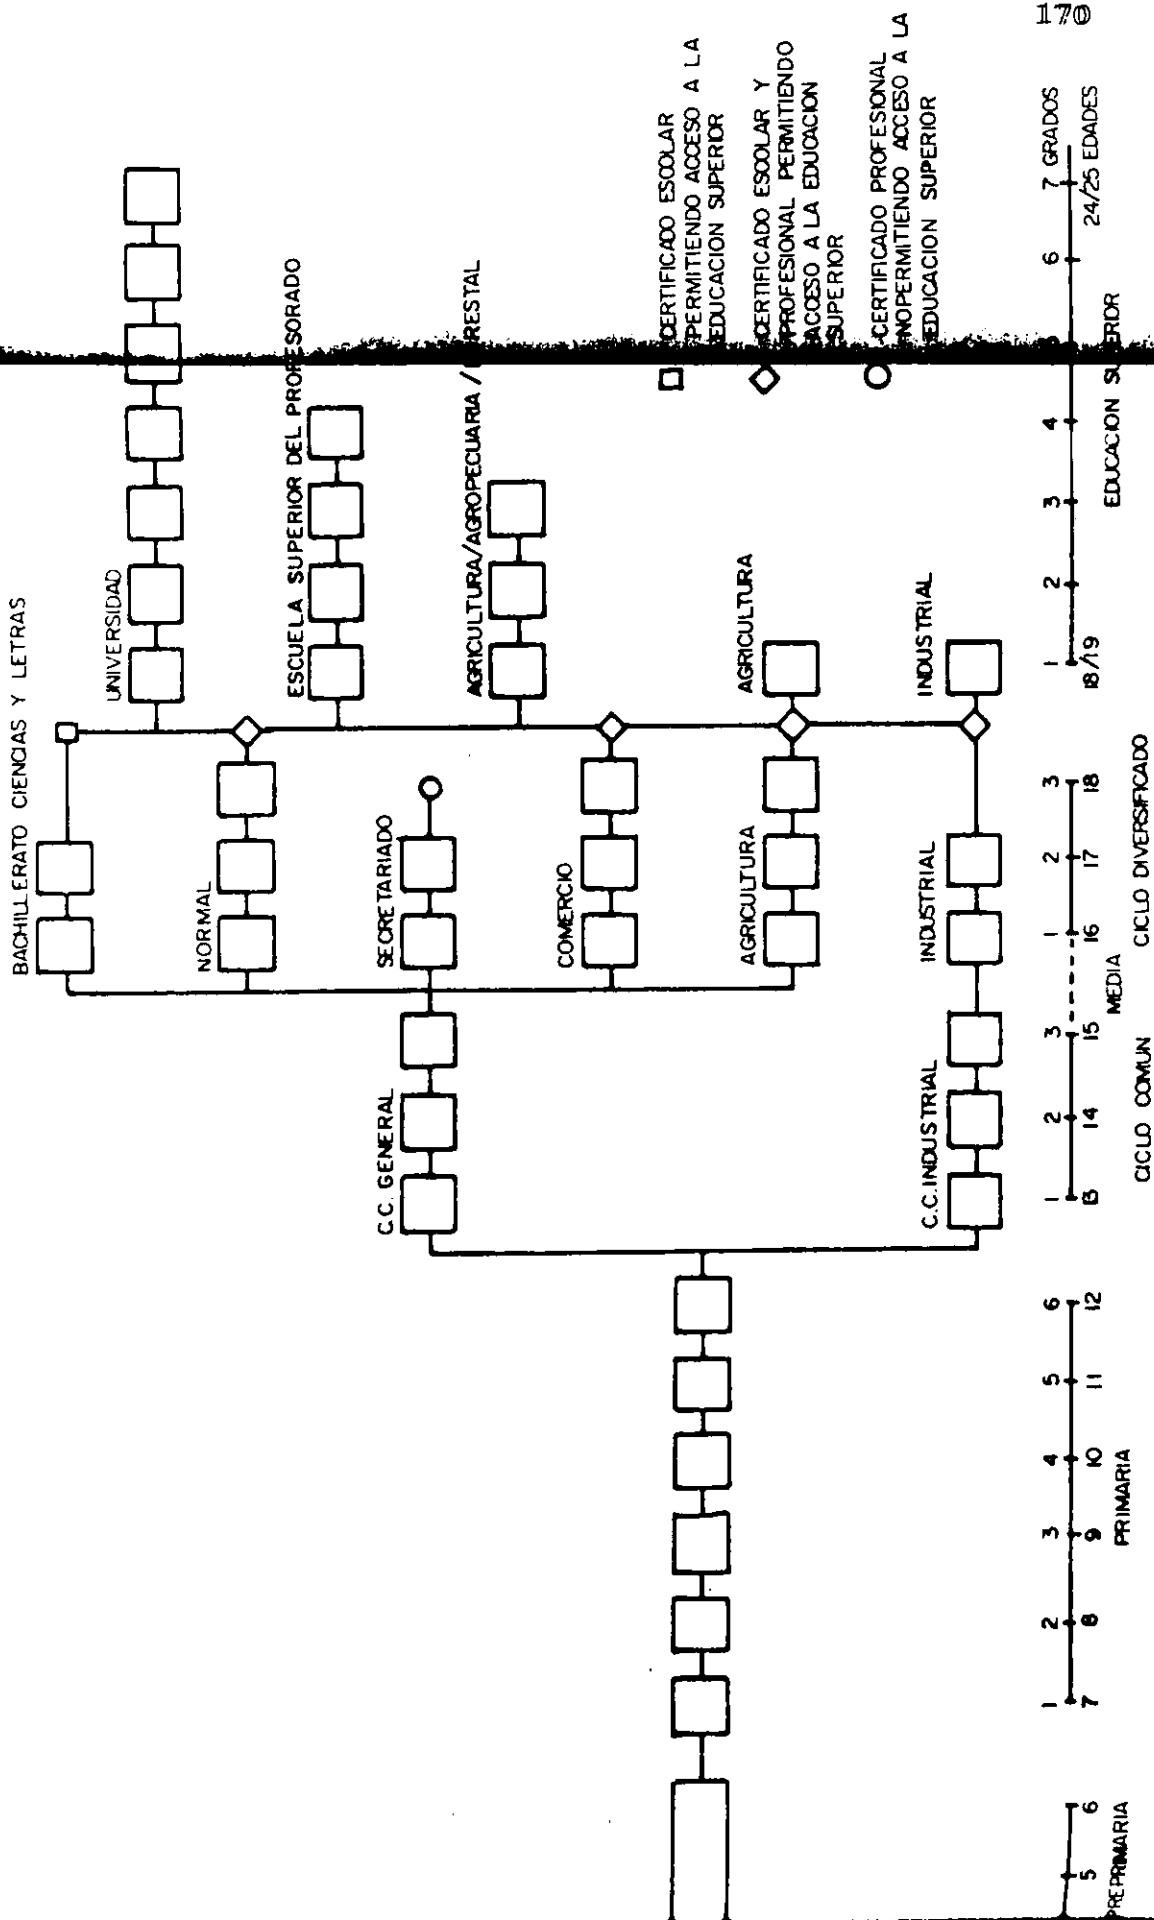 170
BACHILLERATO CIENCIAS Y LETRAS
UNIVERSIDAD
NORMAL
ESCUELA SUPERIOR DEL PROFESORADO
SECRETARIADO
C.C. GENERAL
AGRICULTURA/AGROPECUARIA / RESTAL
COMERCIO
AGRICULTURA
AGRICULTURA
INDUSTRIAL
INDUSTRIAL
C.C. INDUSTRIAL
CERTIFICADO ESCOLAR
PERMITIENDO ACCESO A LA
EDUCACION SUPERIOR
CERTIFICADO ESCOLAR Y
PROFESIONAL PERMITIENDO
ACCESO A LA EDUCACION
SUPERIOR
CERTIFICADO PROFESIONAL
NOPERMITIENDO ACCESO A LA
EDUCACION SUPERIOR
1 2 3 4 5 6 1 2 3 1 2 3 1 2 3 4 6 7 GRADOS
5 6 7 8 9 10 11 12 13 14 15 16 17 18 18/19 24/25 EDADES
PREPRIMARIA PRIMARIA MEDIA EDUCACION SUPERIOR
CICLO COMUN CICLO DIVERSIFICADO